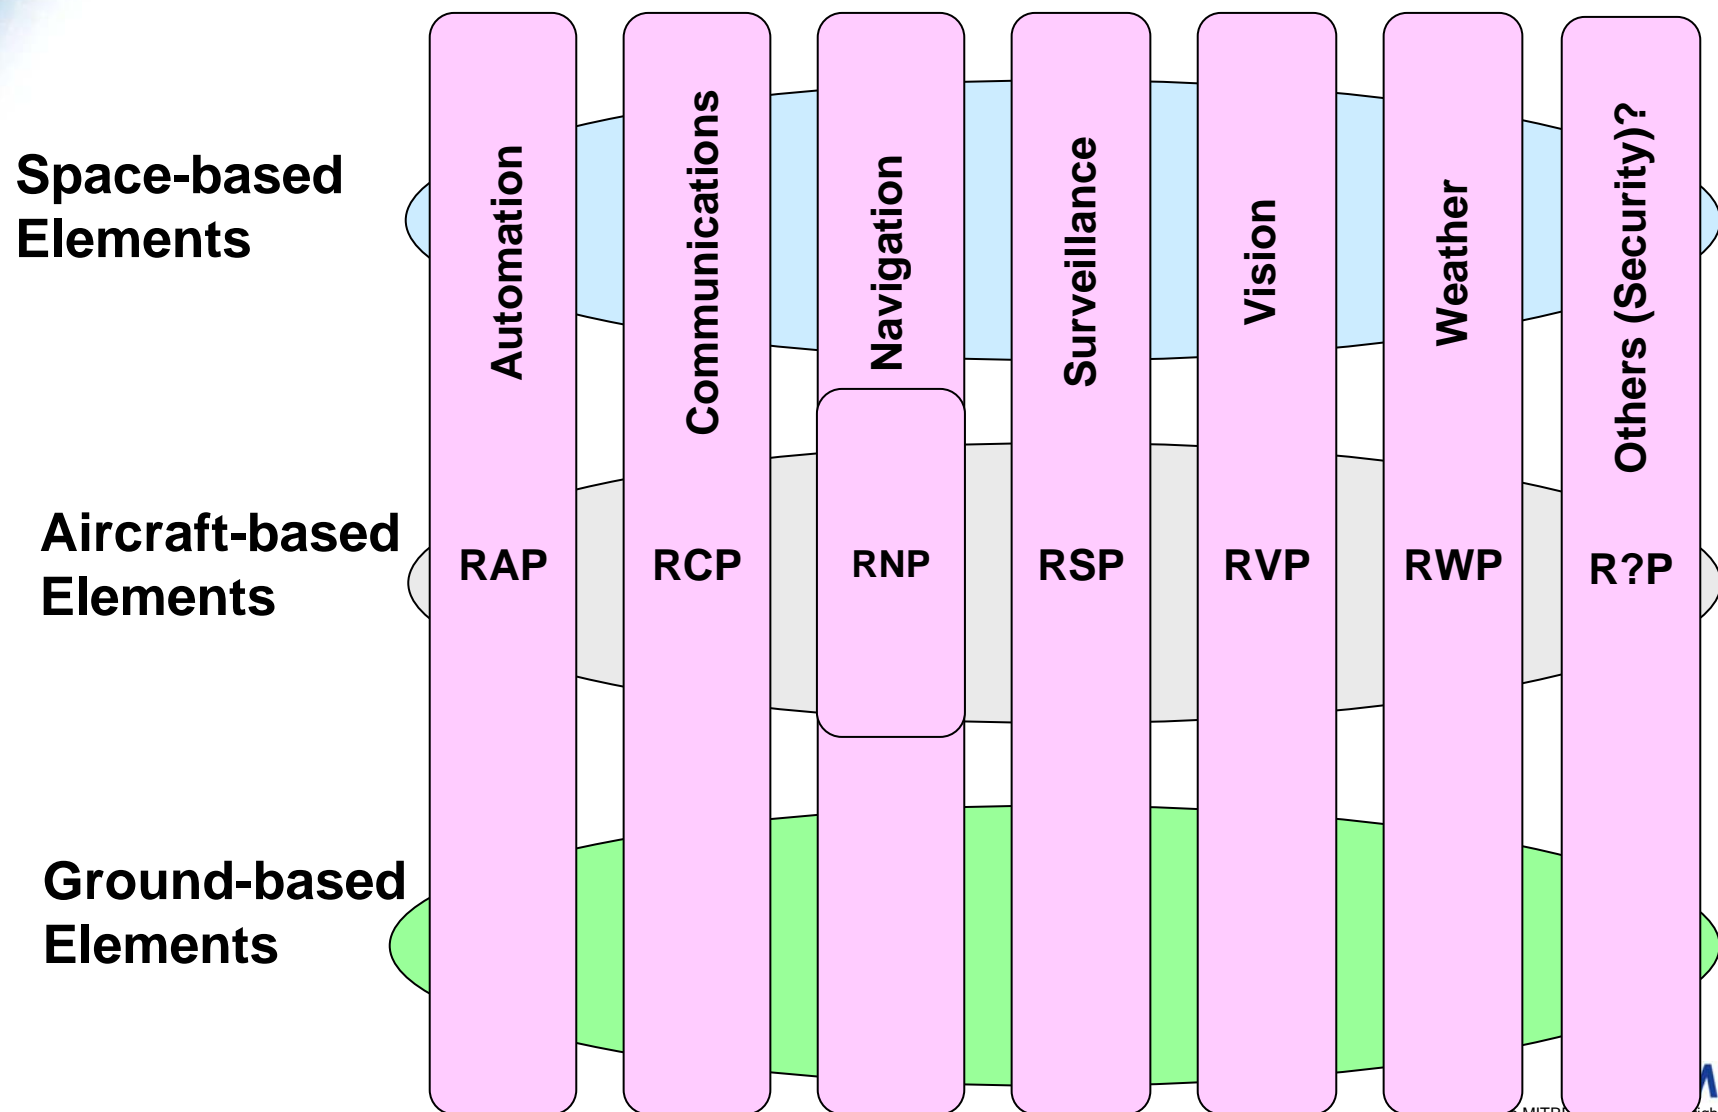 Space-based
Elements
Automation
Communications
Navigation
Surveillance
Vision
Weather
Others (Security)?
Aircraft-based
Elements
RAP
RCP
RNP
RSP
RVP
RWP
R?P
Ground-based
Elements